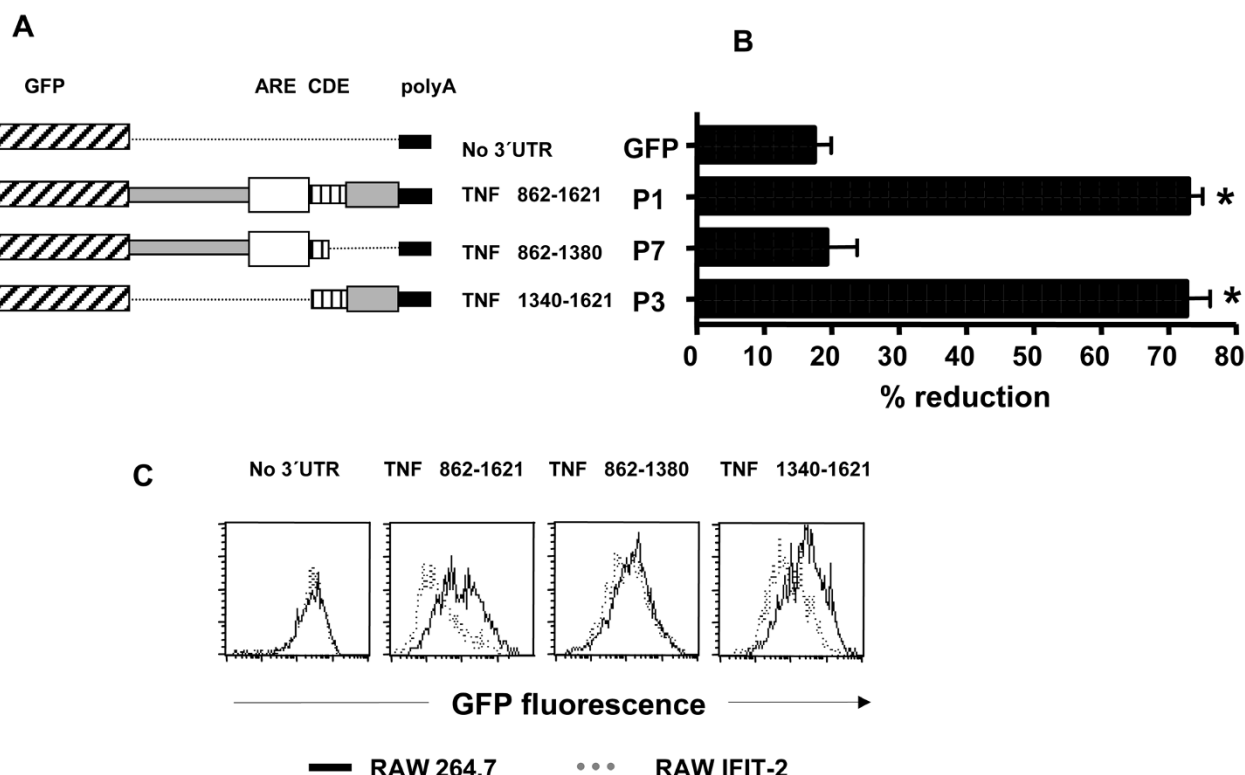 A
B
GFP ARE CDE polyA
No 3´UTR
TNF 862-1621
TNF 862-1380
TNF 1340-1621
GFP
P1 *
P7
P3 *
0 10 20 30 40 50 60 70 80
% reduction
C
No 3´UTR TNF 862-1621 TNF 862-1380 TNF 1340-1621
GFP fluorescence
RAW 264.7 RAW IFIT-2